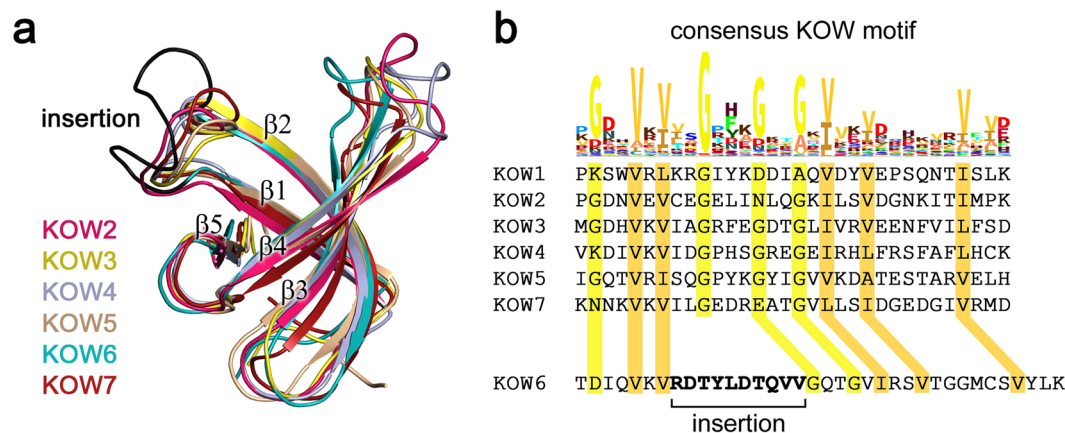 a
insertion
β2
β1
β5
β4
β3
KOW2
KOW3
KOW4
KOW5
KOW6
KOW7
b
consensus KOW motif
KOW1 PKSWVRLKRGIYKDDIAQVDYVEPSQNTISLK
KOW2 PGDNVEVCEGELINLQGKILSVDGNKITIMPK
KOW3 MGDHVKVIAGRFEGDTGLIVRVEENFVILFSD
KOW4 VKDIVKVIDGPHSGREGEIRHLFRSFAFLHCK
KOW5 IGQTVRISQGPYKGYIGVVKDATESTARVELH
KOW7 KNNKVKVILGEDREATGVLLSIDGEDGIVRMD
KOW6 TDIQVKVRDTYLDTQVVGQTGVIRSVTGGMCSVYLK
insertion